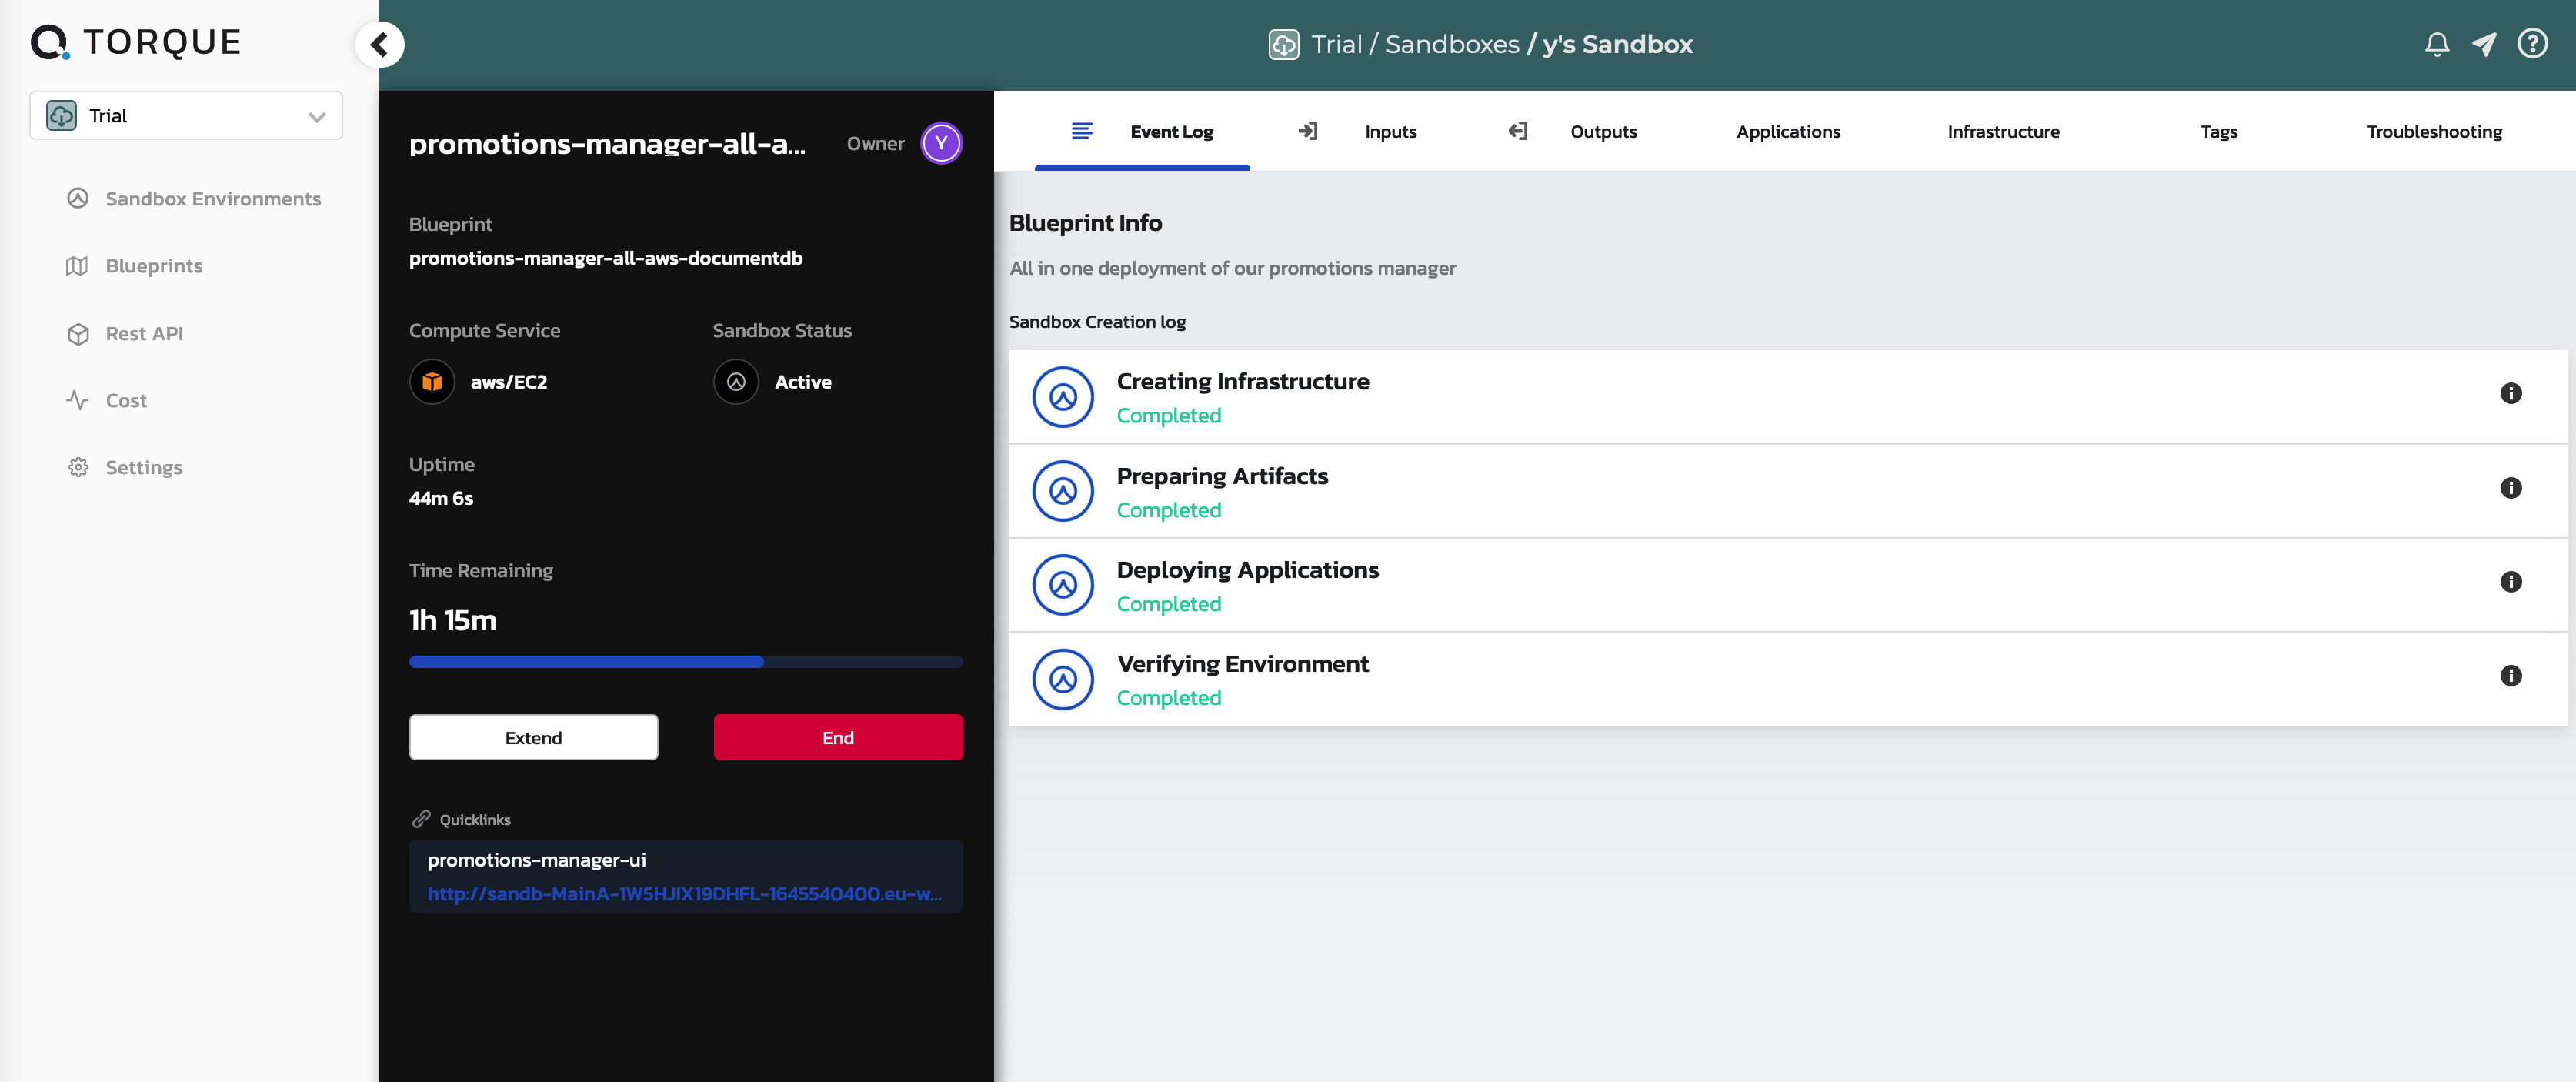 TORQUE
Trial
Sandbox Environments
Blueprints
Rest API
Cost
Settings
Trial / Sandboxes / y's Sandbox
promotions-manager-all-a...
Owner
Y
Blueprint
promotions-manager-all-aws-documentdb
Compute Service
aws/EC2
Sandbox Status
Active
Uptime
44m 6s
Time Remaining
1h 15m
Extend
End
Quicklinks
promotions-manager-ui
http://sandb-MainA-1W5HJIX19DHFL-1645540400.eu-w...
Event Log
Inputs
Outputs
Applications
Infrastructure
Tags
Troubleshooting
Blueprint Info
All in one deployment of our promotions manager
Sandbox Creation log
Creating Infrastructure
Completed
Preparing Artifacts
Completed
Deploying Applications
Completed
Verifying Environment
Completed